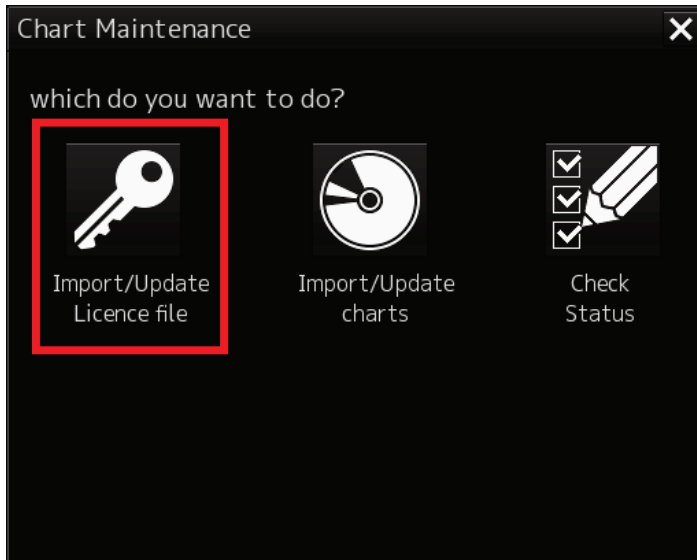 Chart Maintenance
which do you want to do?
Import/Update
Licence file
Import/Update
charts
Check
Status